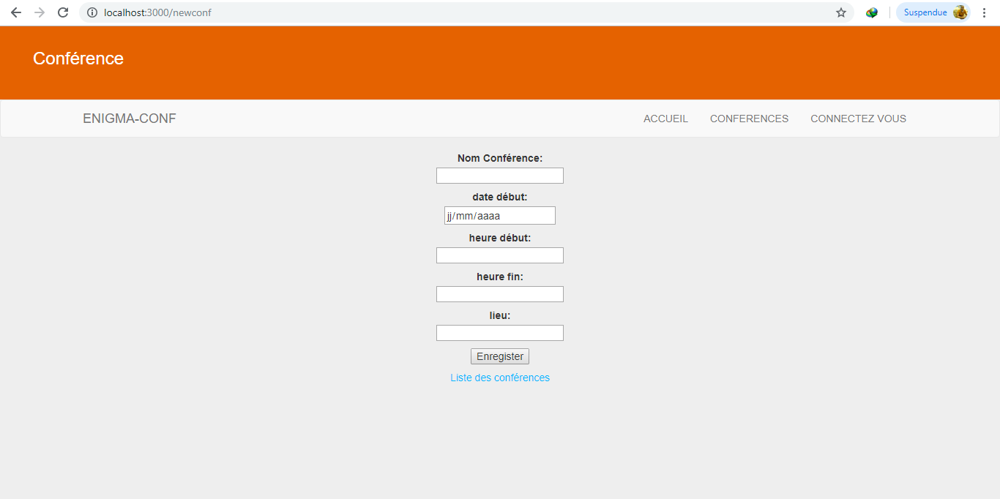 localhost:3000/newconf
Suspendue
Conférence
ENIGMA-CONF ACCUEIL CONFERENCES CONNECTEZ VOUS
Nom Conférence:
date début:
jj/mm/aaaa
heure début:
heure fin:
lieu:
Enregister
Liste des conférences